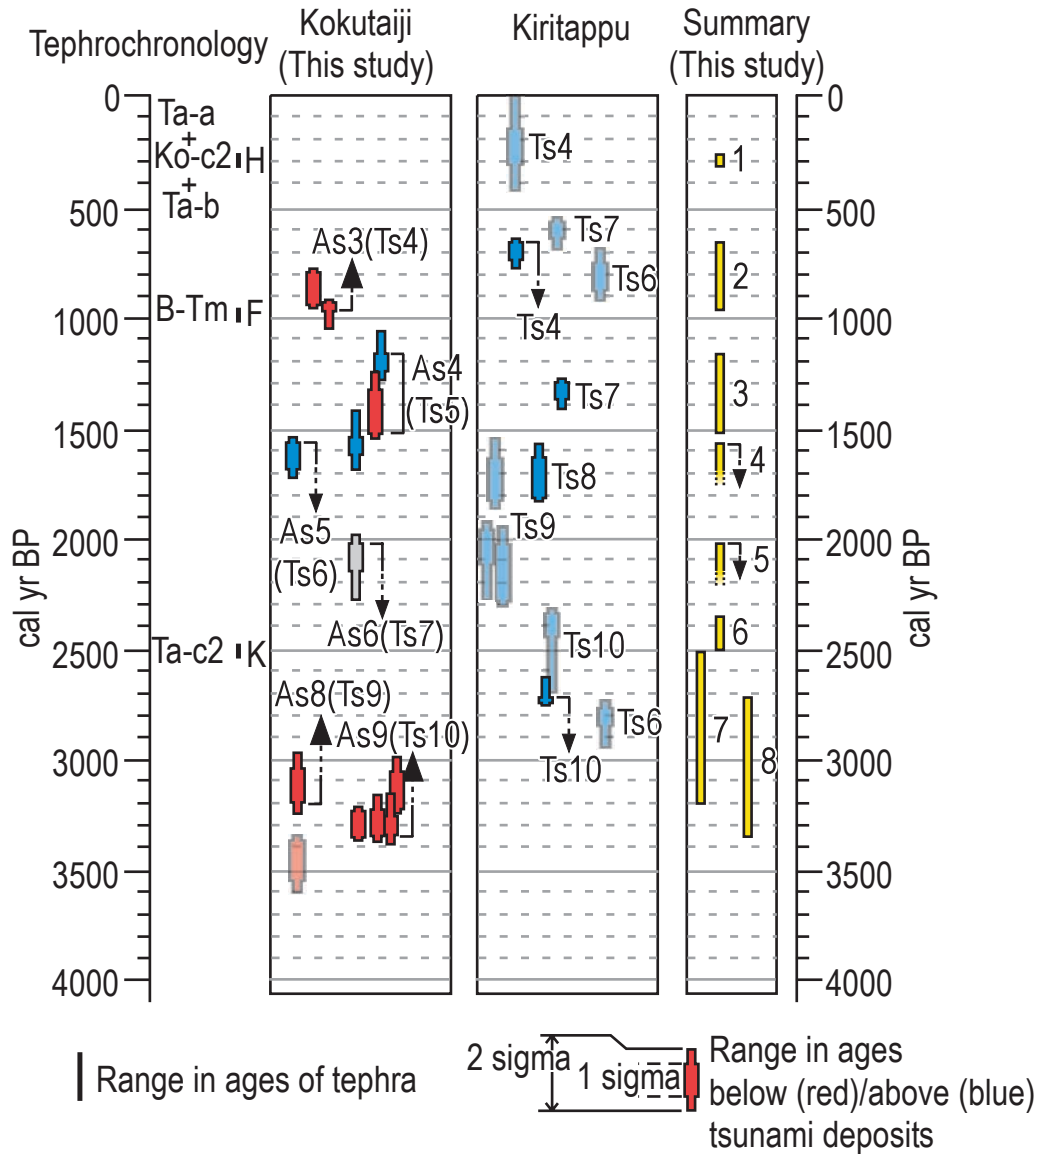 Tephrochronology
Kokutaiji
(This study)
Kiritappu
Summary
(This study)
0
500
1000
1500
2000
2500
3000
3500
4000
cal yr BP
Ta-a
+
Ko-c2 H
+
Ta-b
B-Tm F
Ta-c2 K
As3(Ts4)
As4
(Ts5)
As5
(Ts6)
As6(Ts7)
As8(Ts9)
As9(Ts10)
Ts4
Ts7
Ts6
Ts4
Ts7
Ts8
Ts9
Ts10
Ts6
Ts10
1
2
3
4
5
6
7
8
0
500
1000
1500
2000
2500
3000
3500
4000
cal yr BP
Range in ages of tephra
2 sigma
1 sigma
Range in ages
below (red)/above (blue)
tsunami deposits